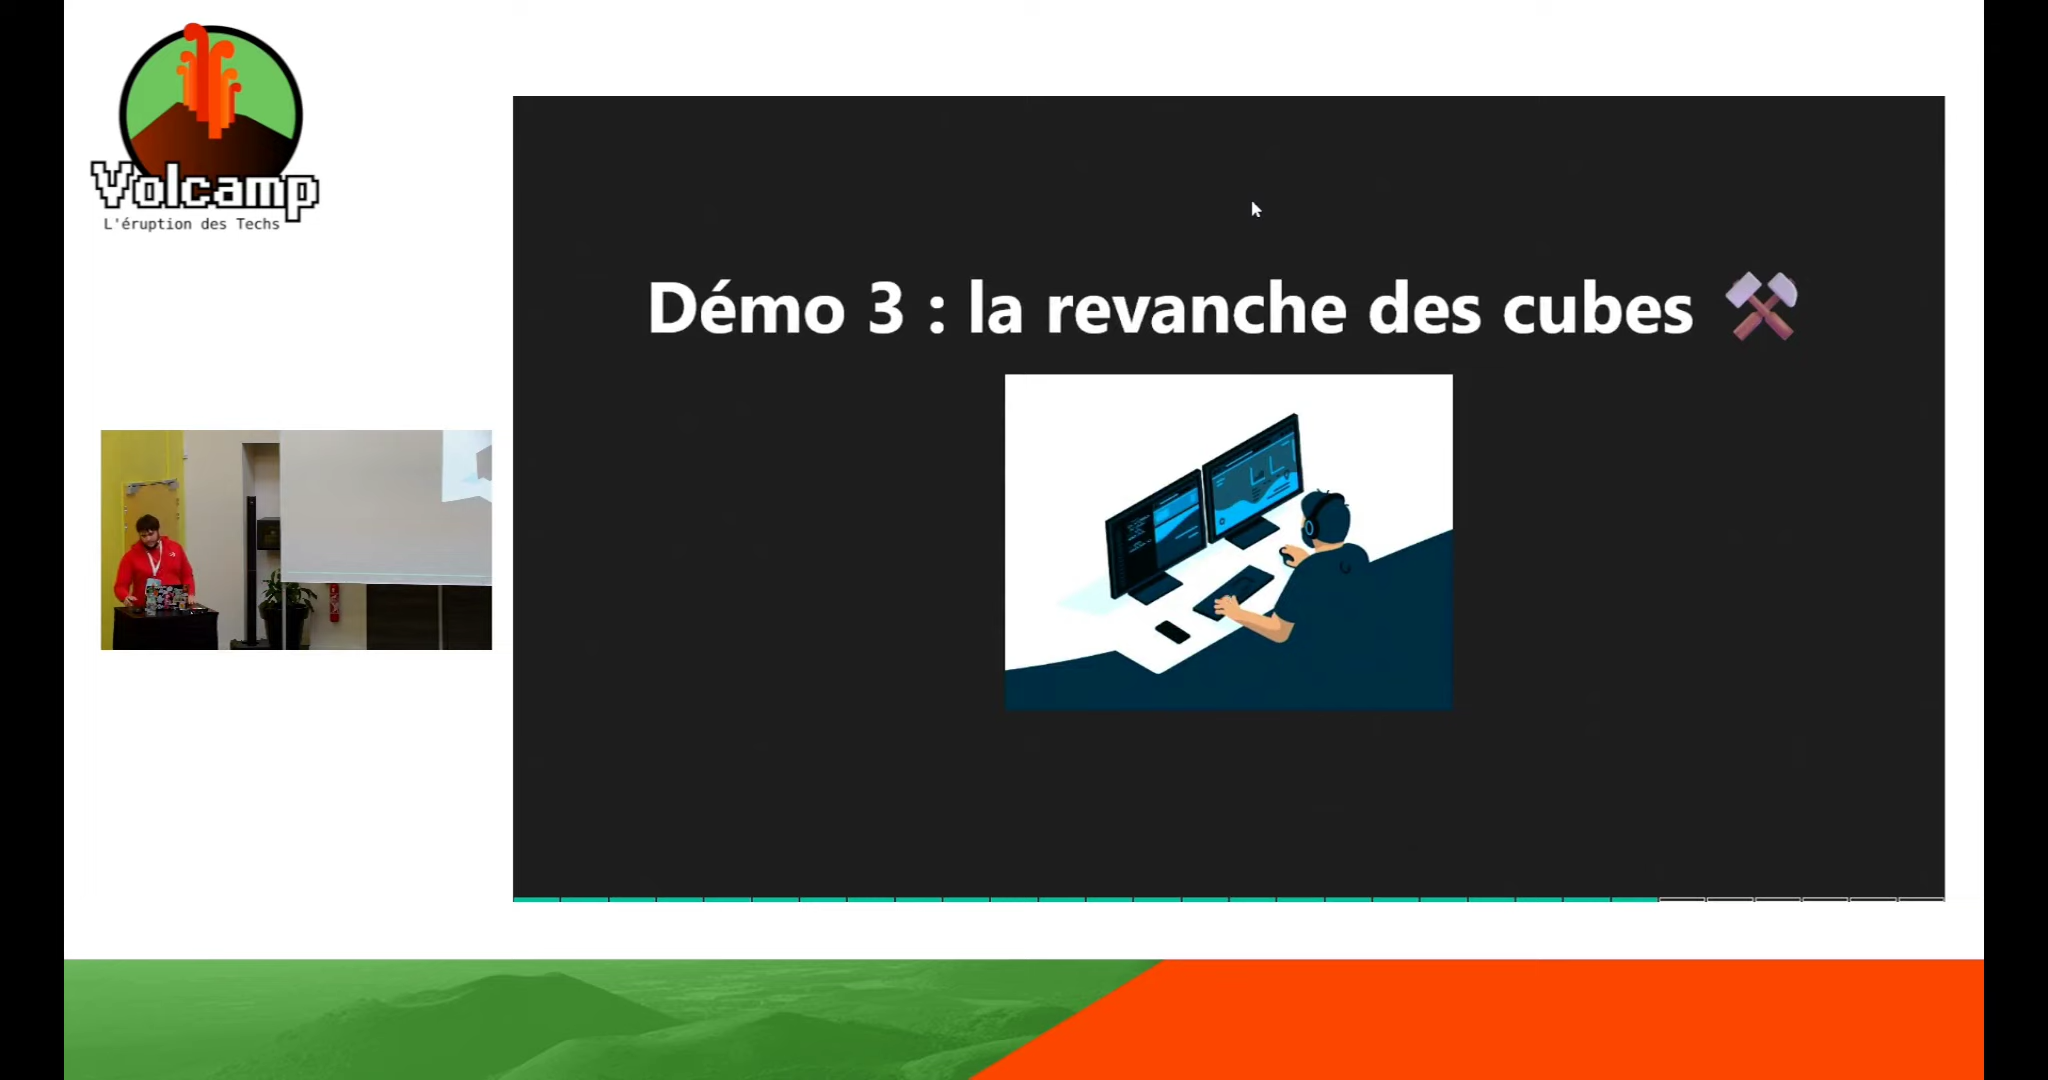 Volcamp
L'éruption des Techs
Démo 3 : la revanche des cubes